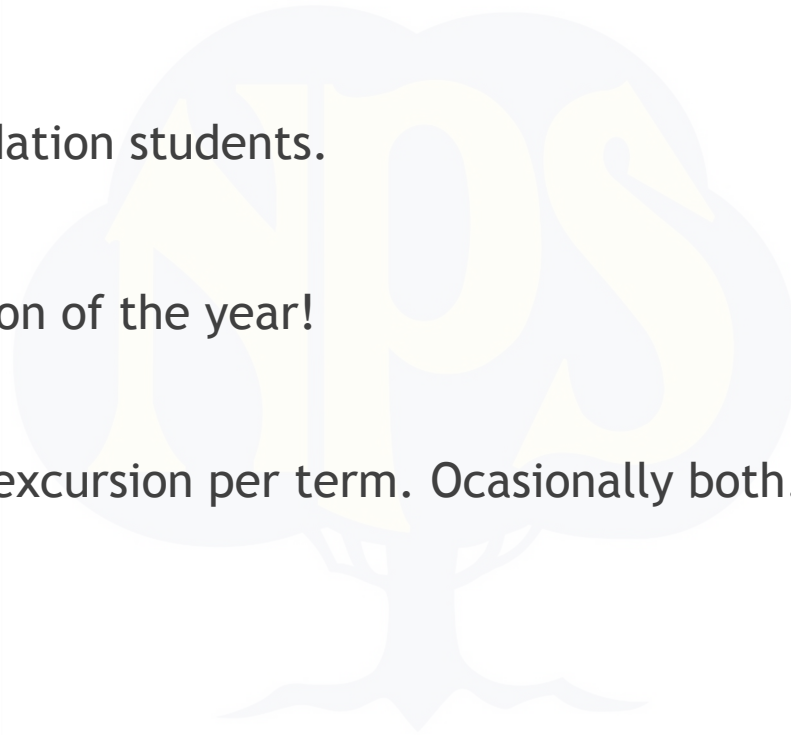 NPS
lation students.
on of the year!
excursion per term. Ocasionally both.